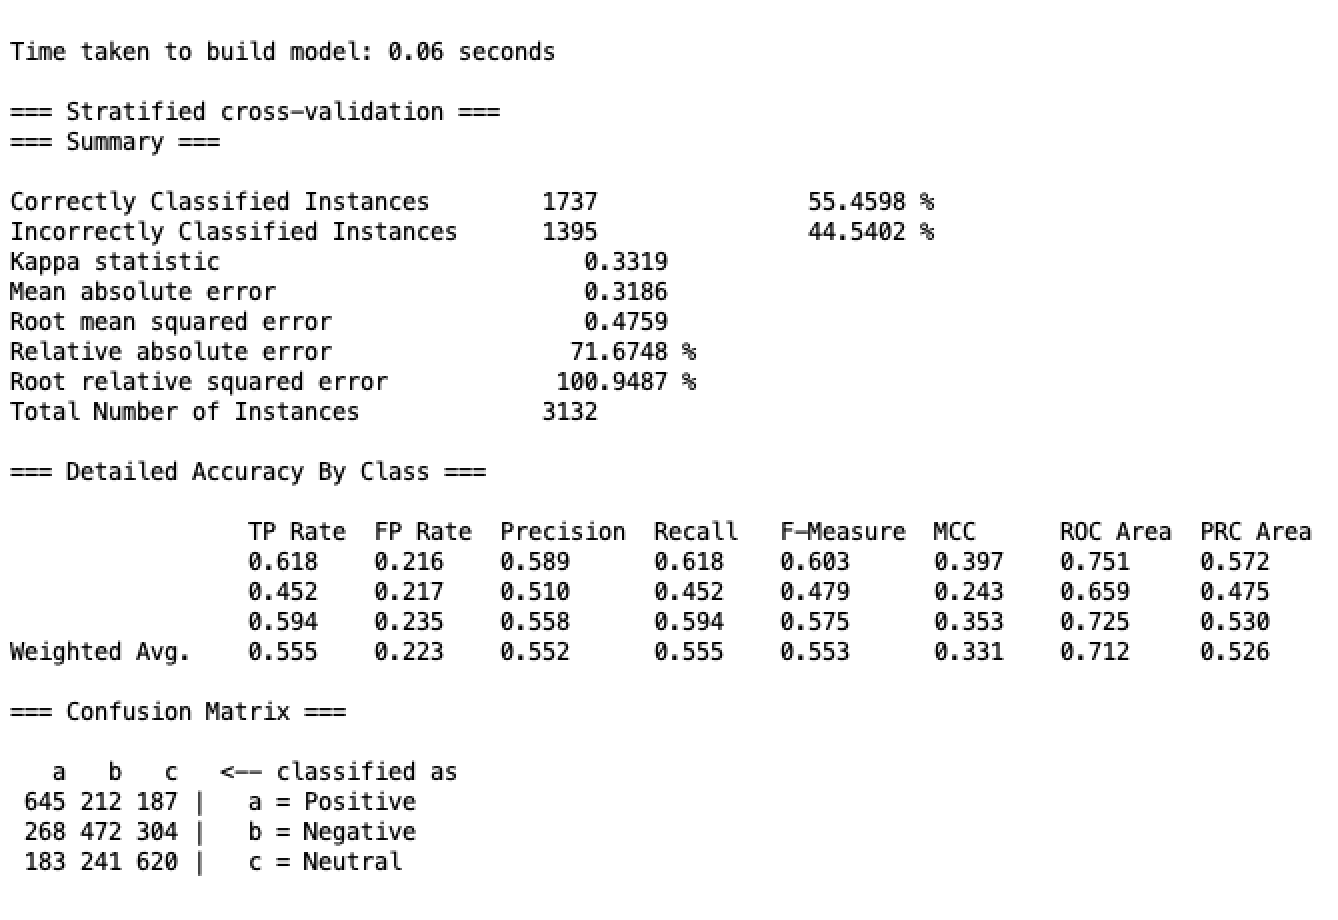 Time taken to build model: 0.06 seconds
=== Stratified cross-validation ===
=== Summary ===
Correctly Classified Instances 1737 55.4598 %
Incorrectly Classified Instances 1395 44.5402 %
Kappa statistic 0.3319
Mean absolute error 0.3186
Root mean squared error 0.4759
Relative absolute error 71.6748 %
Root relative squared error 100.9487 %
Total Number of Instances 3132
=== Detailed Accuracy By Class ===
TP Rate FP Rate Precision Recall F-Measure MCC ROC Area PRC Area
0.618 0.216 0.589 0.618 0.603 0.397 0.751 0.572
0.452 0.217 0.510 0.452 0.479 0.243 0.659 0.475
0.594 0.235 0.558 0.594 0.575 0.353 0.725 0.530
Weighted Avg. 0.555 0.223 0.552 0.555 0.553 0.331 0.712 0.526
=== Confusion Matrix ===
a b c <-- classified as
645 212 187 | a = Positive
268 472 304 | b = Negative
183 241 620 | c = Neutral